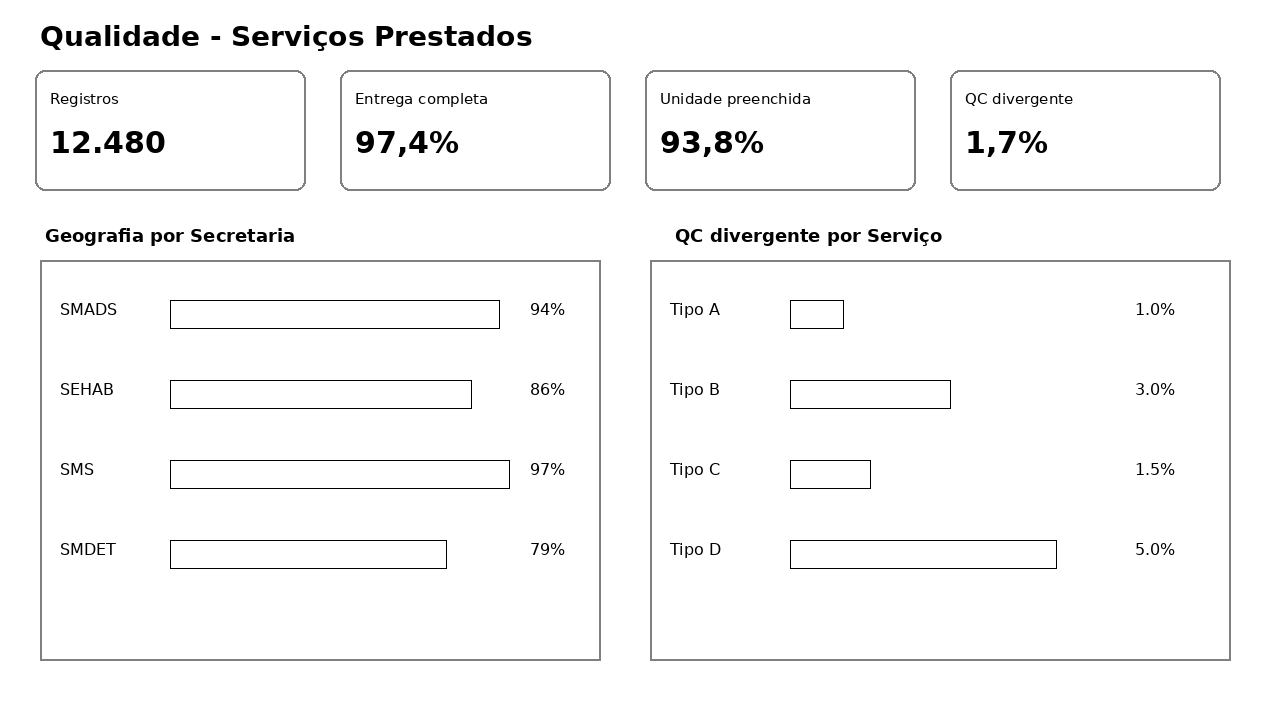 Qualidade - Serviços Prestados
Registros
12.480
Entrega completa
97,4%
Unidade preenchida
93,8%
QC divergente
1,7%
Geografia por Secretaria
SMADS 94%
SEHAB 86%
SMS 97%
SMDET 79%
QC divergente por Serviço
Tipo A 1.0%
Tipo B 3.0%
Tipo C 1.5%
Tipo D 5.0%